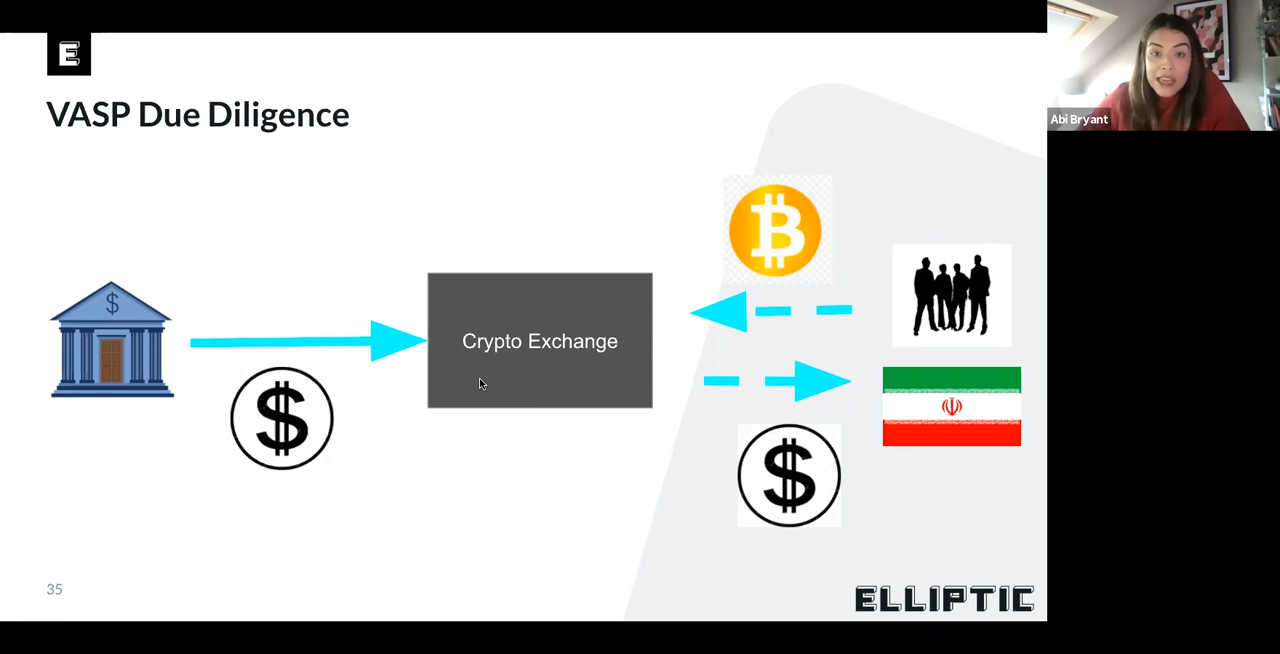 E
VASP Due Diligence
Abi Bryant
$
B
Crypto Exchange
$
$
35
ELLIPTIC